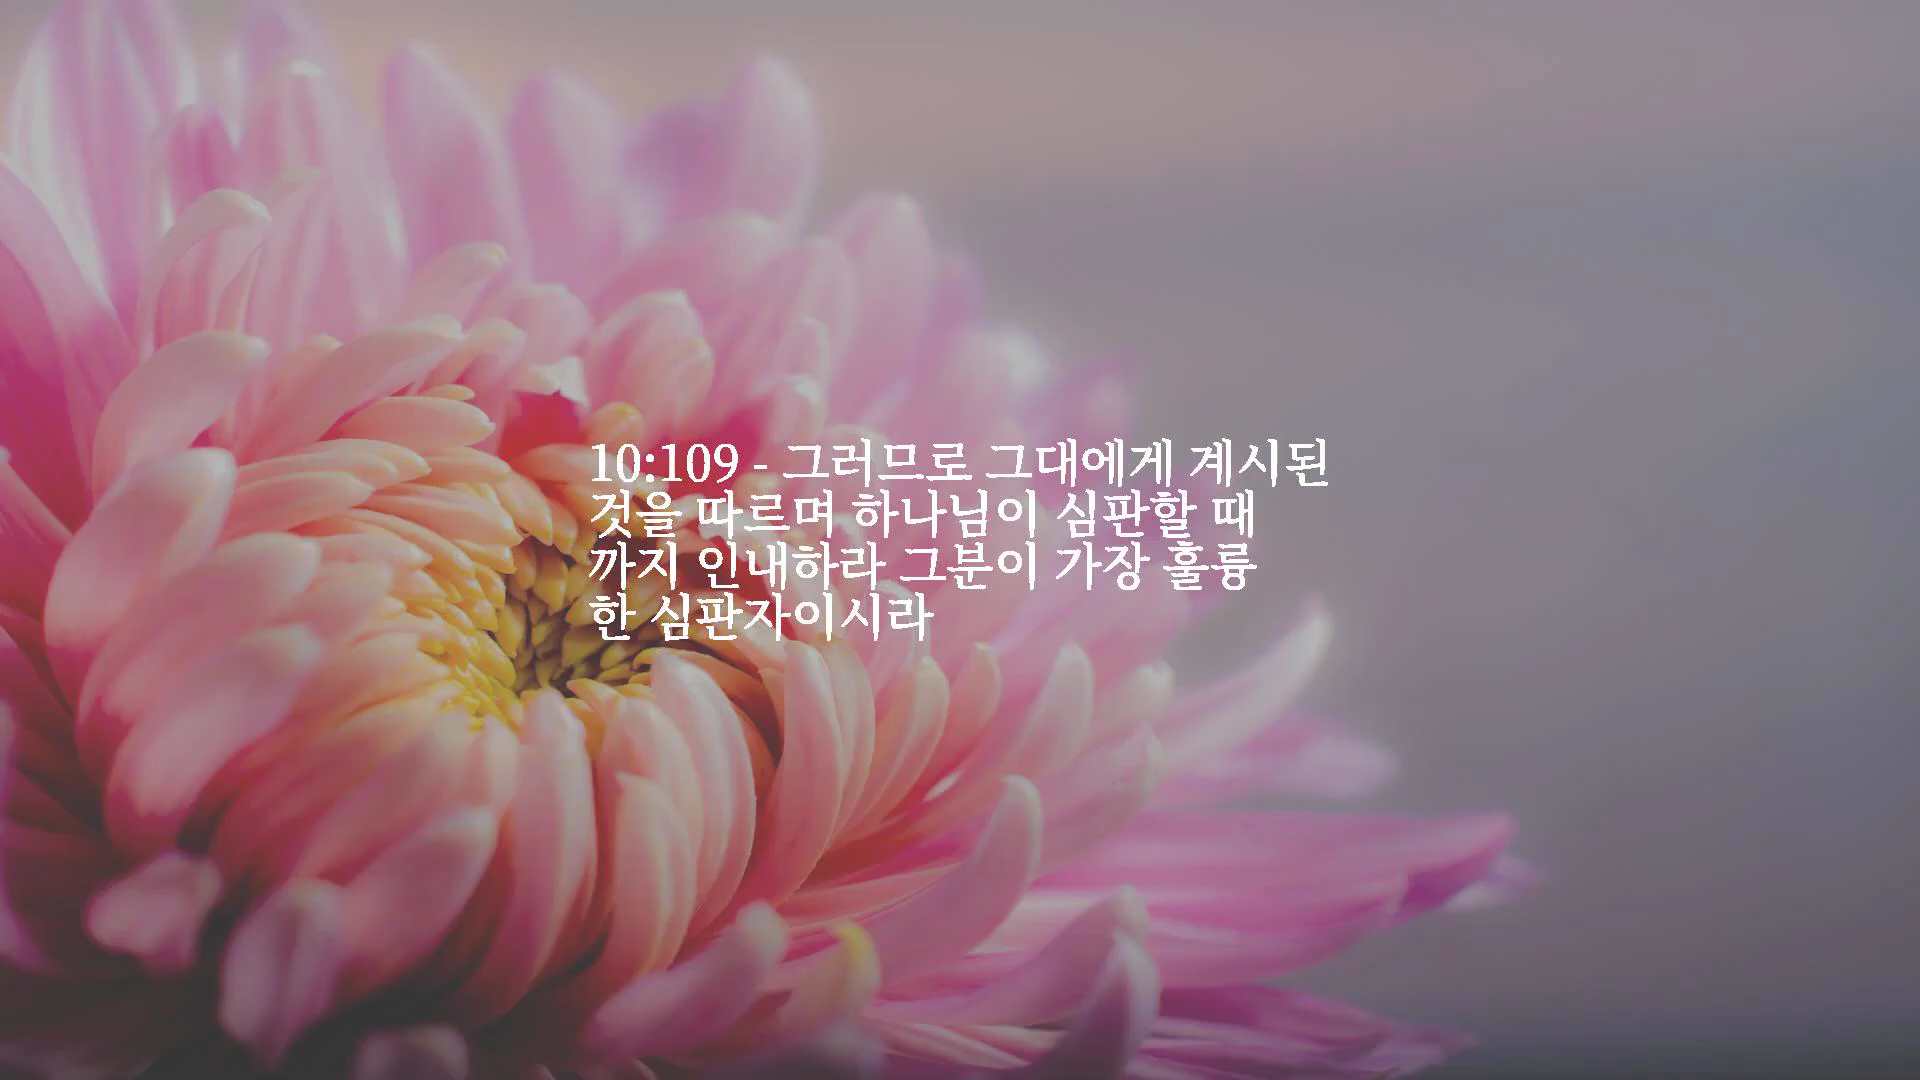 10:109 - 그러므로 그대에게 계시된
것을 따르며 하나님이 심판할 때
까지 인내하라 그분이 가장 훌륭
한 심판자이시라